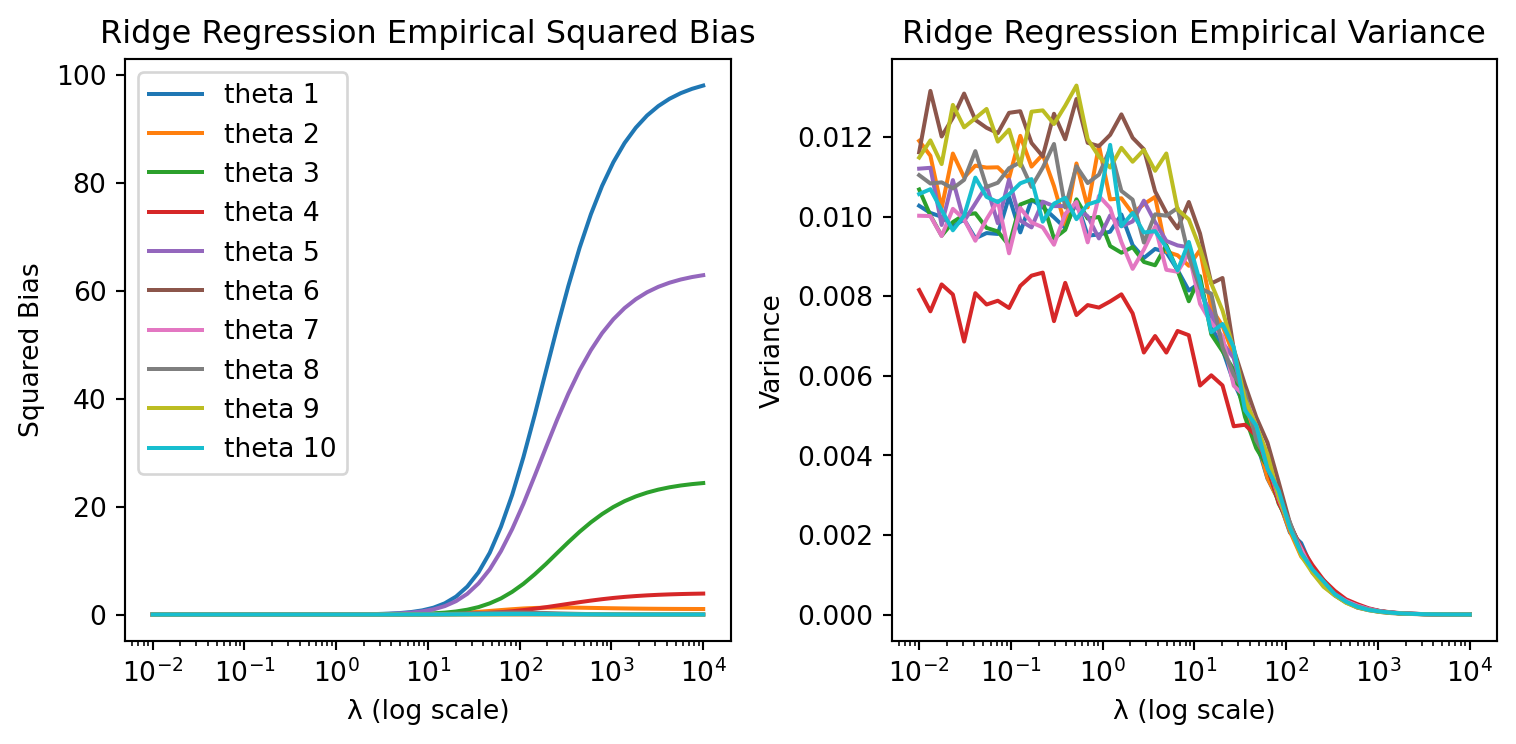 Ridge Regression Empirical Squared Bias
Squared Bias
100
80
60
40
20
0
theta 1
theta 2
theta 3
theta 4
theta 5
theta 6
theta 7
theta 8
theta 9
theta 10
10⁻² 10⁻¹ 10⁰ 10¹ 10² 10³ 10⁴
λ (log scale)
Ridge Regression Empirical Variance
Variance
0.012
0.010
0.008
0.006
0.004
0.002
0.000
10⁻² 10⁻¹ 10⁰ 10¹ 10² 10³ 10⁴
λ (log scale)